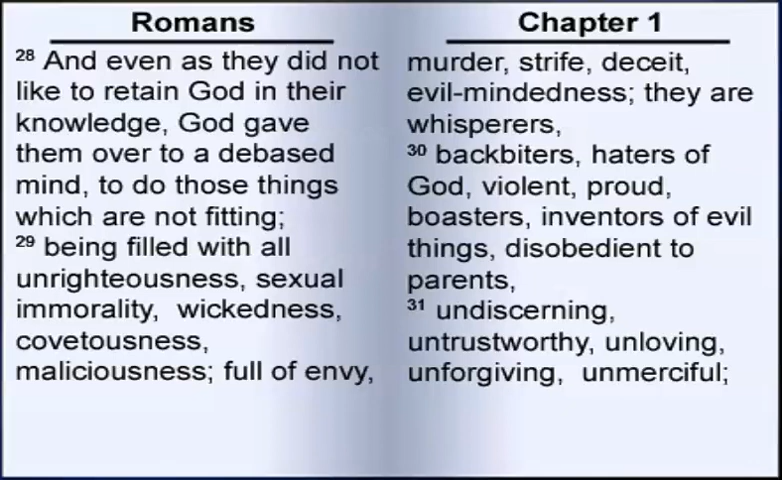 Romans
28 And even as they did not
like to retain God in their
knowledge, God gave
them over to a debased
mind, to do those things
which are not fitting;
29 being filled with all
unrighteousness, sexual
immorality, wickedness,
covetousness,
maliciousness; full of envy,
Chapter 1
murder, strife, deceit,
evil-mindedness; they are
whisperers,
30 backbiters, haters of
God, violent, proud,
boasters, inventors of evil
things, disobedient to
parents,
31 undiscerning,
untrustworthy, unloving,
unforgiving, unmerciful;